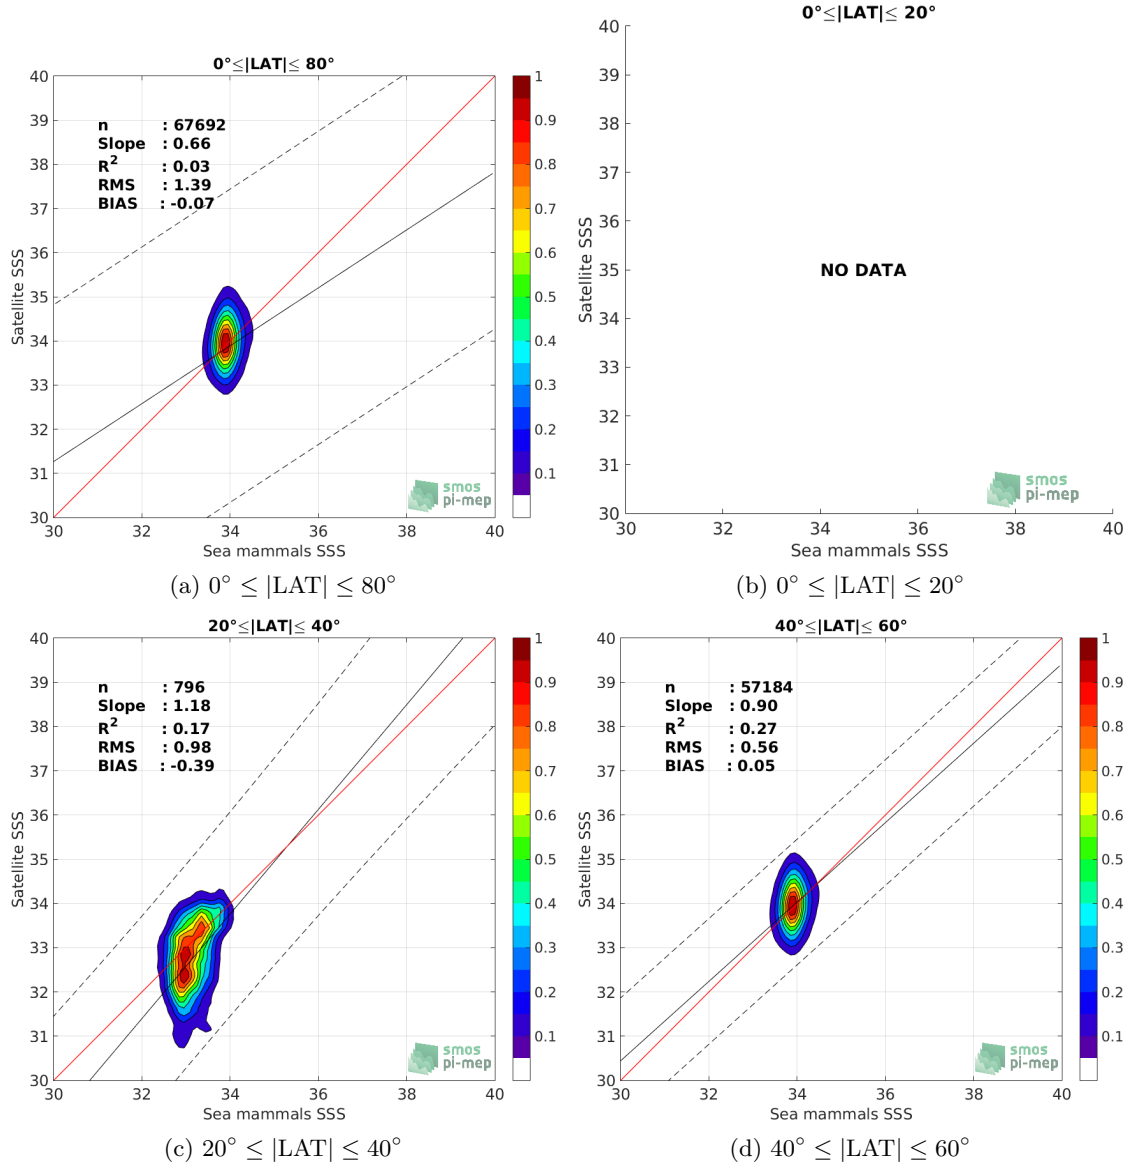 0°≤|LAT|≤ 80°
40
39
38
37
36
35
34
33
32
31
30
Satellite SSS
n : 67692
Slope : 0.66
R² : 0.03
RMS : 1.39
BIAS : -0.07
30 32 34 36 38 40
Sea mammals SSS
1
0.9
0.8
0.7
0.6
0.5
0.4
0.3
0.2
0.1
smos
pi-mep
(a) 0° ≤ |LAT| ≤ 80°
0°≤|LAT|≤ 20°
40
39
38
37
36
35
34
33
32
31
30
Satellite SSS
NO DATA
30 32 34 36 38 40
Sea mammals SSS
smos
pi-mep
(b) 0° ≤ |LAT| ≤ 20°
20°≤|LAT|≤ 40°
40
39
38
37
36
35
34
33
32
31
30
Satellite SSS
n : 796
Slope : 1.18
R² : 0.17
RMS : 0.98
BIAS : -0.39
30 32 34 36 38 40
Sea mammals SSS
1
0.9
0.8
0.7
0.6
0.5
0.4
0.3
0.2
0.1
smos
pi-mep
(c) 20° ≤ |LAT| ≤ 40°
40°≤|LAT|≤ 60°
40
39
38
37
36
35
34
33
32
31
30
Satellite SSS
n : 57184
Slope : 0.90
R² : 0.27
RMS : 0.56
BIAS : 0.05
30 32 34 36 38 40
Sea mammals SSS
1
0.9
0.8
0.7
0.6
0.5
0.4
0.3
0.2
0.1
smos
pi-mep
(d) 40° ≤ |LAT| ≤ 60°